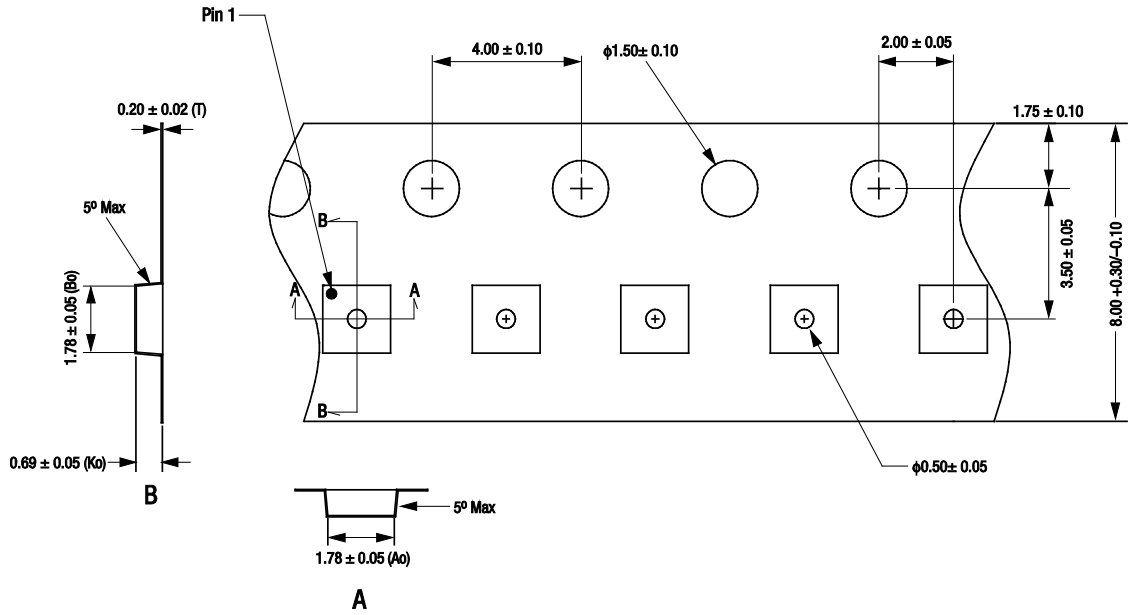 Pin 1
4.00 ± 0.10
ϕ1.50± 0.10
2.00 ± 0.05
0.20 ± 0.02 (T)
1.75 ± 0.10
5º Max
B
3.50 ± 0.05
8.00 +0.30/–0.10
A
A
1.78 ± 0.05 (Bo)
B
0.69 ± 0.05 (Ko)
ϕ0.50± 0.05
B
5º Max
1.78 ± 0.05 (Ao)
A